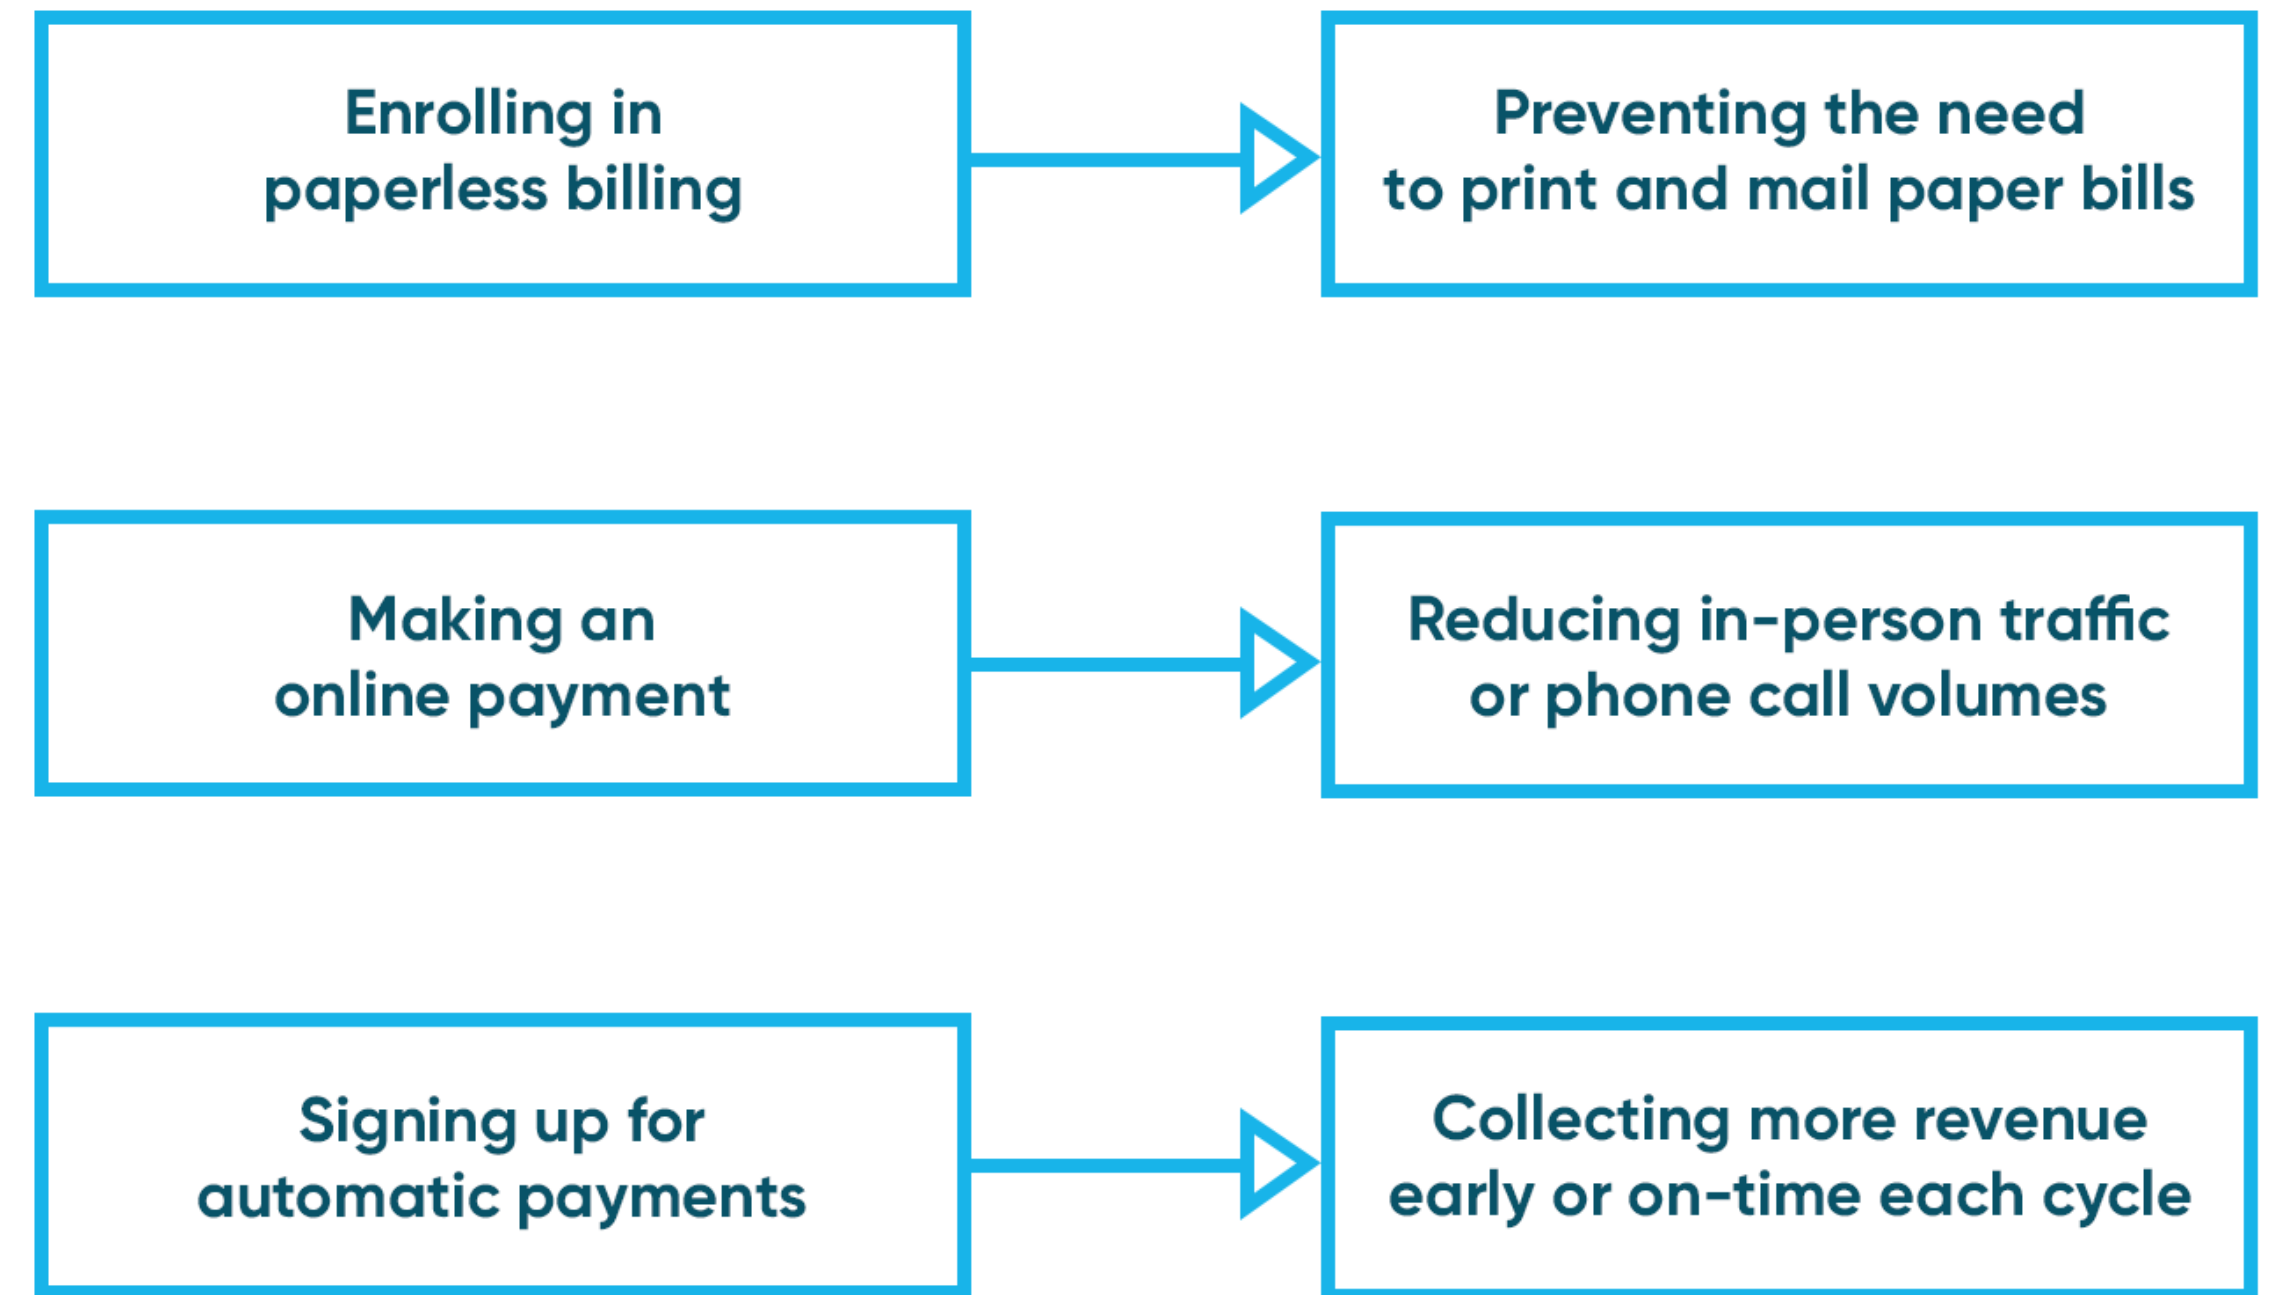 Enrolling in
paperless billing
Preventing the need
to print and mail paper bills
Making an
online payment
Reducing in-person traffic
or phone call volumes
Signing up for
automatic payments
Collecting more revenue
early or on-time each cycle